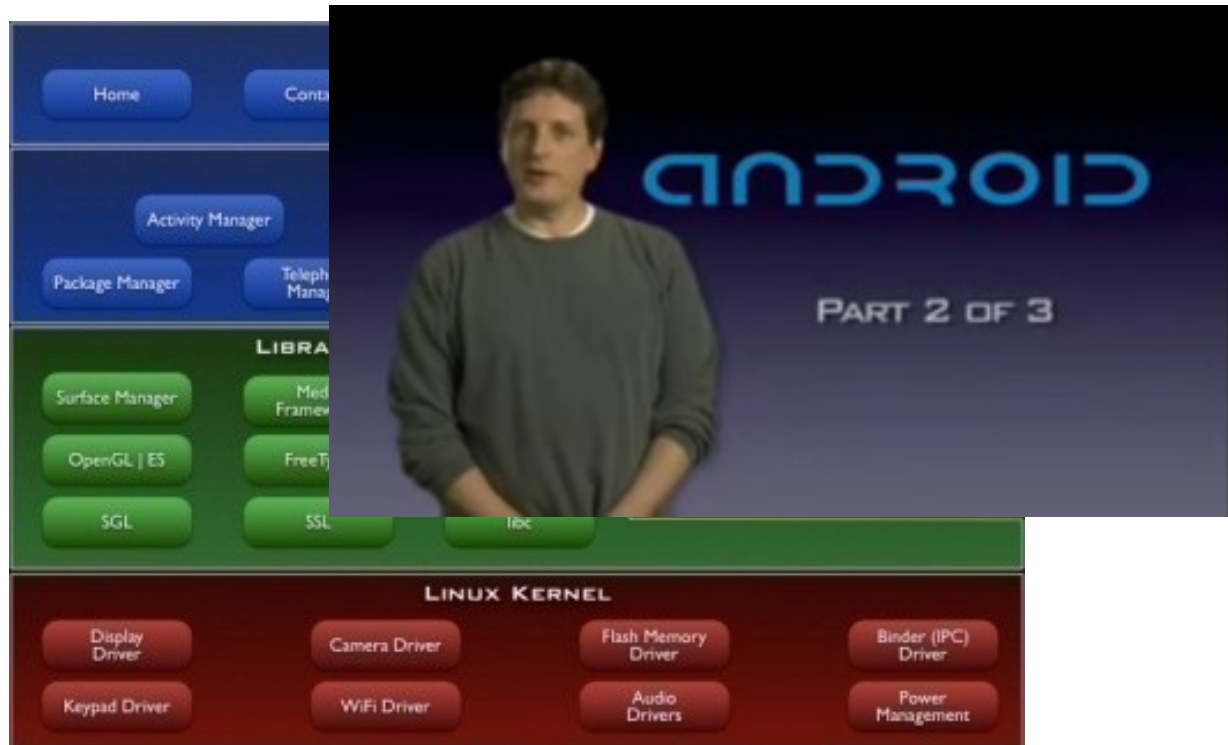 Home
Conta
ANDROID
Activity Manager
Package Manager
Teleph
Manag
PART 2 OF 3
LIBRA
Surface Manager
Med
Framew
OpenGL | ES
FreeTy
SGL
SSL
libc
LINUX KERNEL
Display
Driver
Camera Driver
Flash Memory
Driver
Binder (IPC)
Driver
Keypad Driver
WiFi Driver
Audio
Drivers
Power
Management